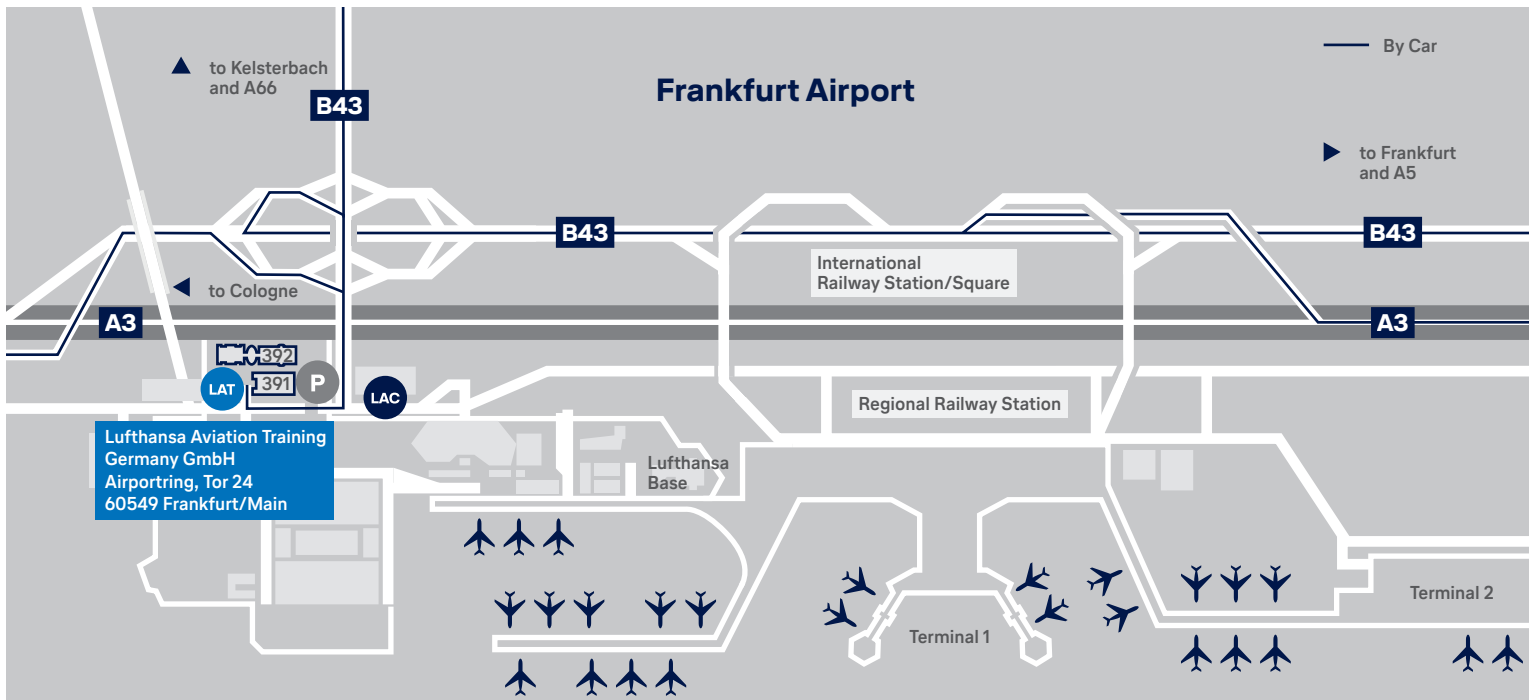 By Car
to Kelsterbach
and A66
Frankfurt Airport
B43
to Frankfurt
and A5
B43
B43
International
Railway Station/Square
to Cologne
A3
A3
392
391
P
LAT
LAC
Regional Railway Station
Lufthansa Aviation Training
Germany GmbH
Airportring, Tor 24
60549 Frankfurt/Main
Lufthansa
Base
Terminal 2
Terminal 1